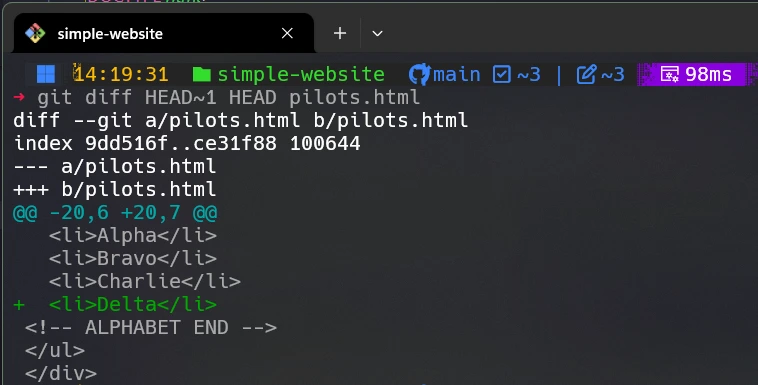 simple-website
14:19:31 simple-website main ~3 | ~3 98ms
→ git diff HEAD~1 HEAD pilots.html
diff --git a/pilots.html b/pilots.html
index 9dd516f..ce31f88 100644
--- a/pilots.html
+++ b/pilots.html
@@ -20,6 +20,7 @@
   <li>Alpha</li>
   <li>Bravo</li>
   <li>Charlie</li>
+  <li>Delta</li>
 <!-- ALPHABET END -->
 </ul>
 </div>